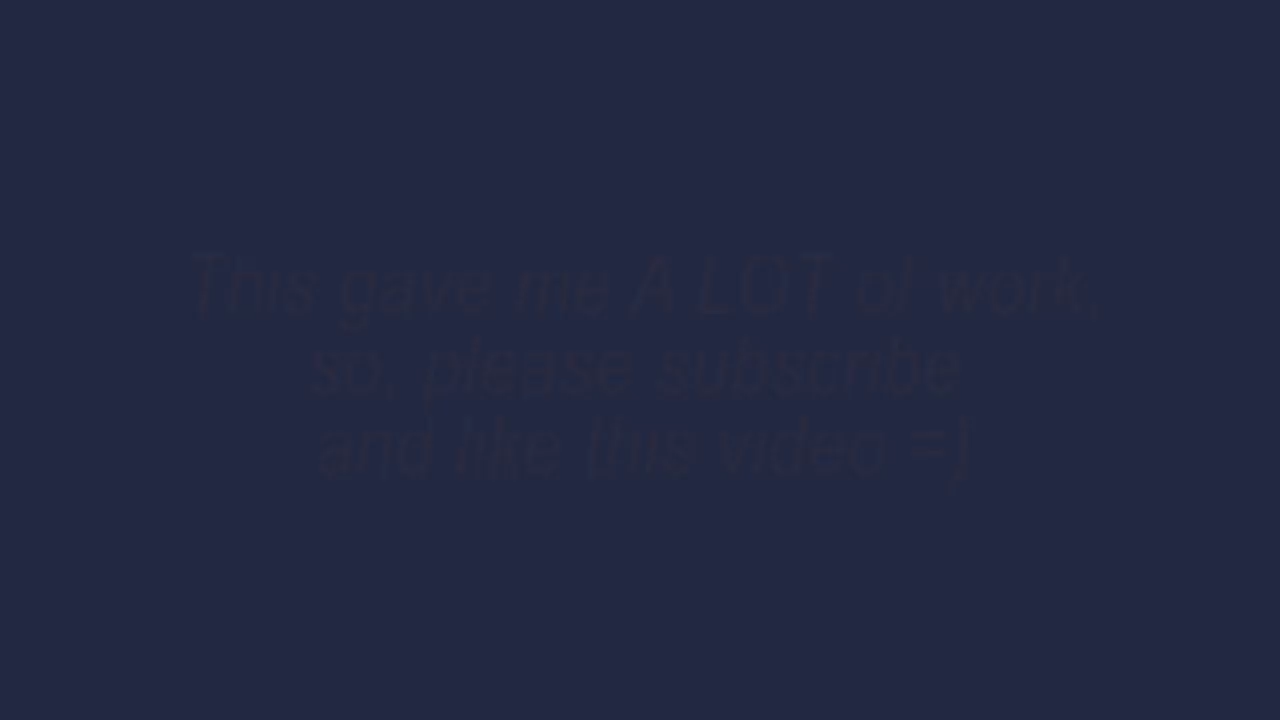 This gave me A LOT of work,
so, please subscribe
and like this video =)